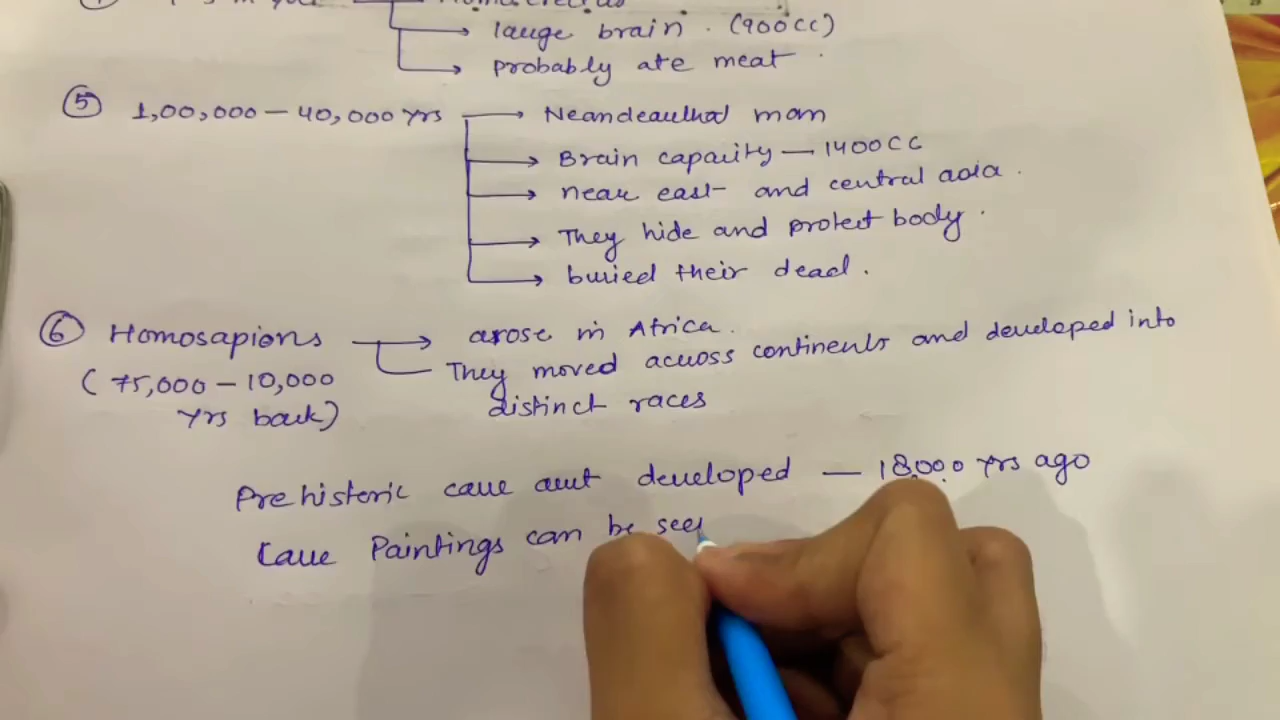 large brain. (900 cc)
probably ate meat.
⑤ 1,00,000 – 40,000 yrs → Neandearthal man
→ Brain capacity – 1400 CC
→ near east and central asia.
→ They hide and protect body.
→ buried their dead.
⑥ Homosapions → arose in Africa.
They moved across continents and developed into
(75,000 – 10,000
distinct races
yrs back)
Prehistoric cave art developed – 18,000 yrs ago
Cave Paintings can be see